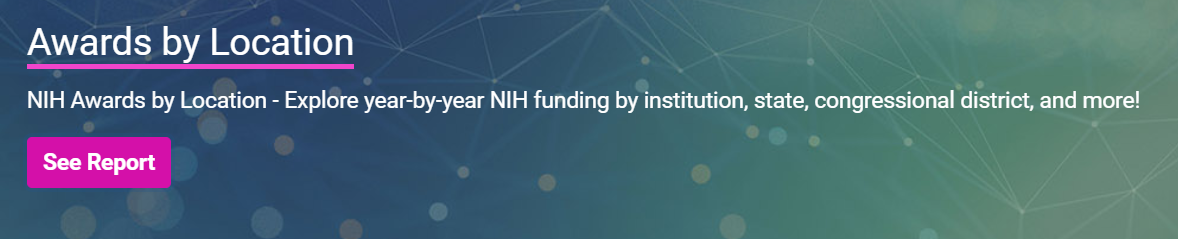 Awards by Location
NIH Awards by Location - Explore year-by-year NIH funding by institution, state, congressional district, and more!
See Report